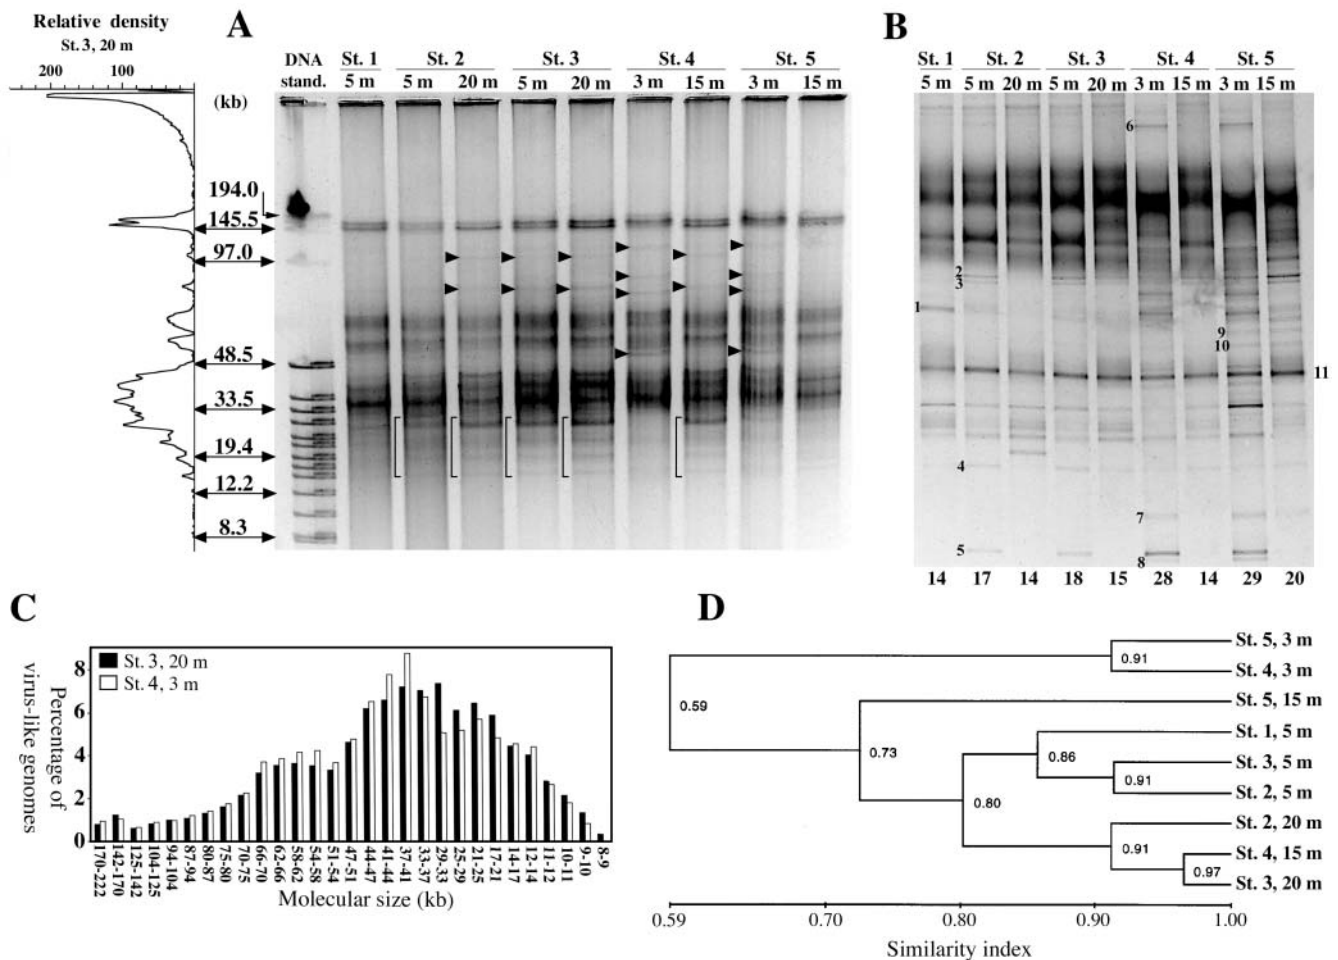 Relative density
St. 3, 20 m
200 100
(kb)
194.0
145.5
97.0
48.5
33.5
19.4
12.2
8.3
A
DNA St. 1 St. 2 St. 3 St. 4 St. 5
stand. 5 m 5 m 20 m 5 m 20 m 3 m 15 m 3 m 15 m
B
St. 1 St. 2 St. 3 St. 4 St. 5
5 m 5 m 20 m 5 m 20 m 3 m 15 m 3 m 15 m
6
2
3
1
9
10
11
4
7
5
8
14 17 14 18 15 28 14 29 20
C
Percentage of
virus-like genomes
8
6
4
2
0
St. 3, 20 m
St. 4, 3 m
170-222 142-170 125-142 104-125 94-104 87-94 80-87 75-80 70-75 66-70 62-66 58-62 54-58 51-54 47-51 44-47 41-44 37-41 33-37 29-33 25-29 21-25 17-21 14-17 12-14 11-12 10-11 9-10 8-9
Molecular size (kb)
D
St. 5, 3 m
0.91
St. 4, 3 m
0.59
St. 5, 15 m
St. 1, 5 m
0.73
0.86
St. 3, 5 m
0.91
St. 2, 5 m
0.80
St. 2, 20 m
0.91
St. 4, 15 m
0.97
St. 3, 20 m
0.59 0.70 0.80 0.90 1.00
Similarity index